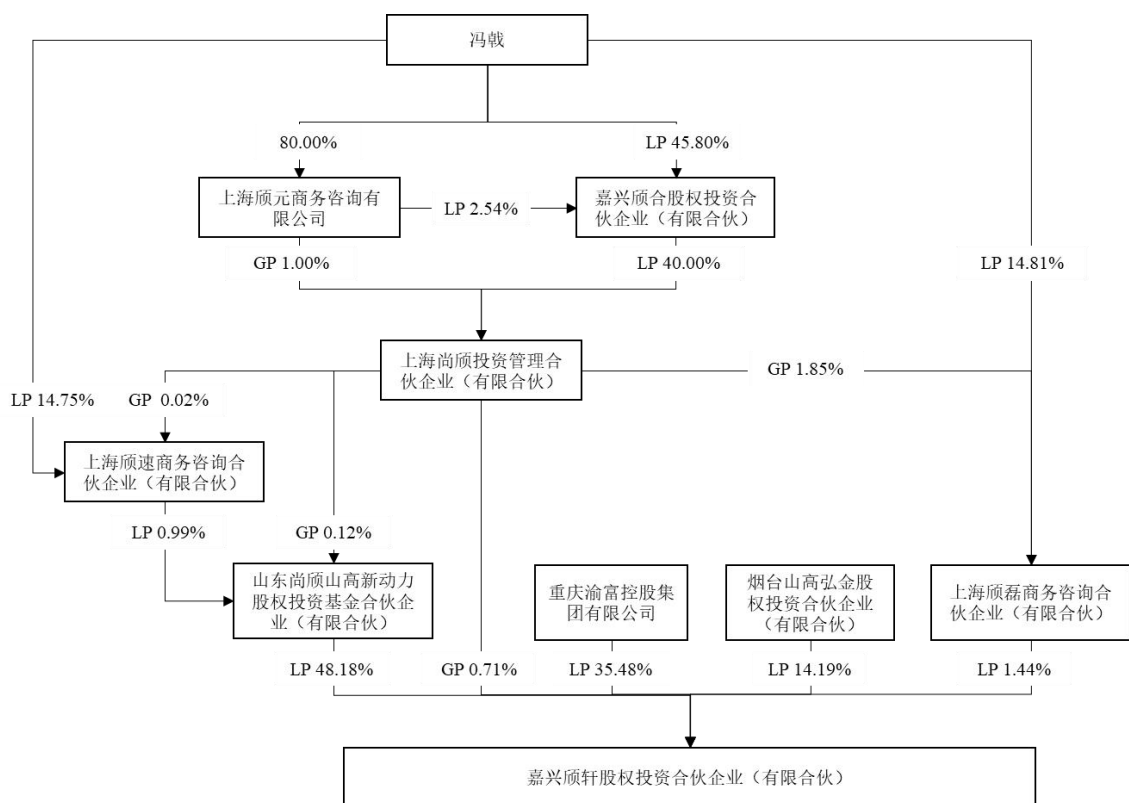 冯戟
80.00%
LP 45.80%
上海颀元商务咨询有
限公司
LP 2.54%
嘉兴颀合股权投资合
伙企业（有限合伙）
GP 1.00%
LP 40.00%
LP 14.81%
上海尚颀投资管理合
伙企业（有限合伙）
GP 1.85%
LP 14.75%
GP 0.02%
上海颀速商务咨询合
伙企业（有限合伙）
LP 0.99%
GP 0.12%
山东尚颀山高新动力
股权投资基金合伙企
业（有限合伙）
重庆渝富控股集
团有限公司
烟台山高弘金股
权投资合伙企业
（有限合伙）
上海颀磊商务咨询合
伙企业（有限合伙）
LP 48.18%
GP 0.71%
LP 35.48%
LP 14.19%
LP 1.44%
嘉兴颀轩股权投资合伙企业（有限合伙）